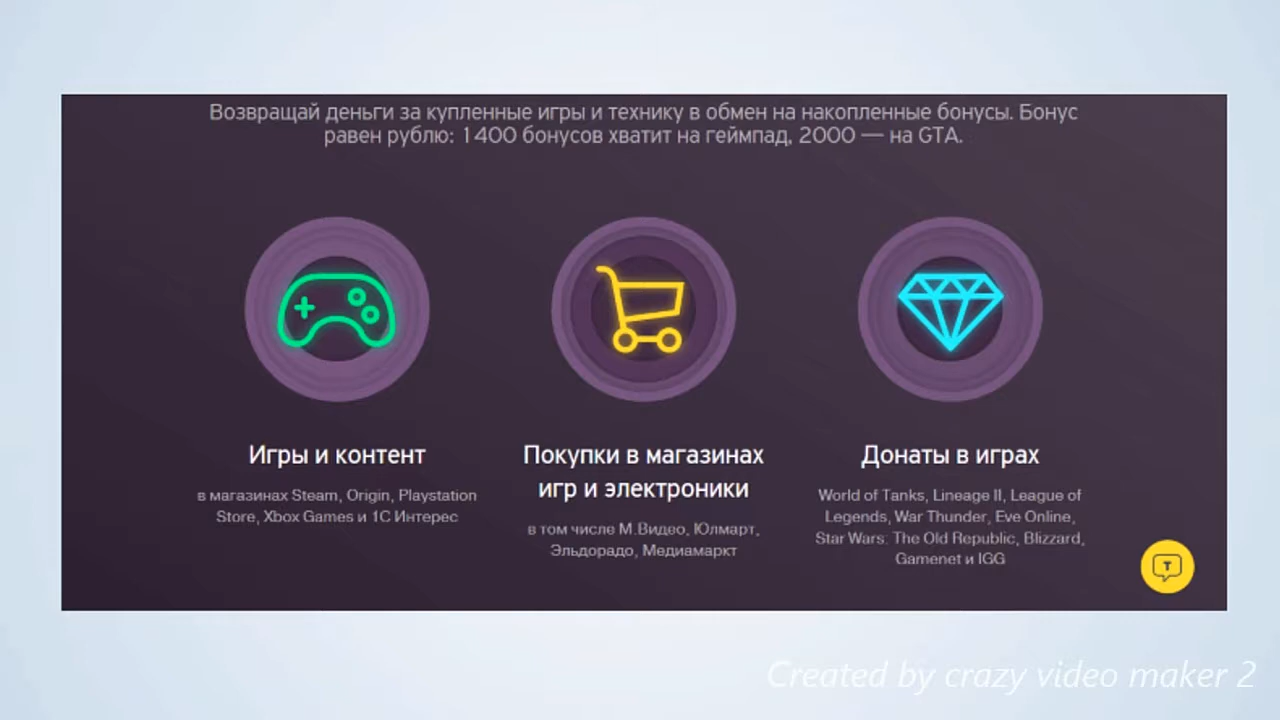 Возвращай деньги за купленные игры и технику в обмен на накопленные бонусы. Бонус
равен рублю: 1400 бонусов хватит на геймпад, 2000 — на GTA.
Игры и контент
в магазинах Steam, Origin, Playstation
Store, Xbox Games и 1С Интерес
Покупки в магазинах
игр и электроники
в том числе М.Видео, Юлмарт,
Эльдорадо, Медиамаркт
Донаты в играх
World of Tanks, Lineage II, League of
Legends, War Thunder, Eve Online,
Star Wars: The Old Republic, Blizzard,
Gamenet и IGG
T
Created by crazy video maker 2